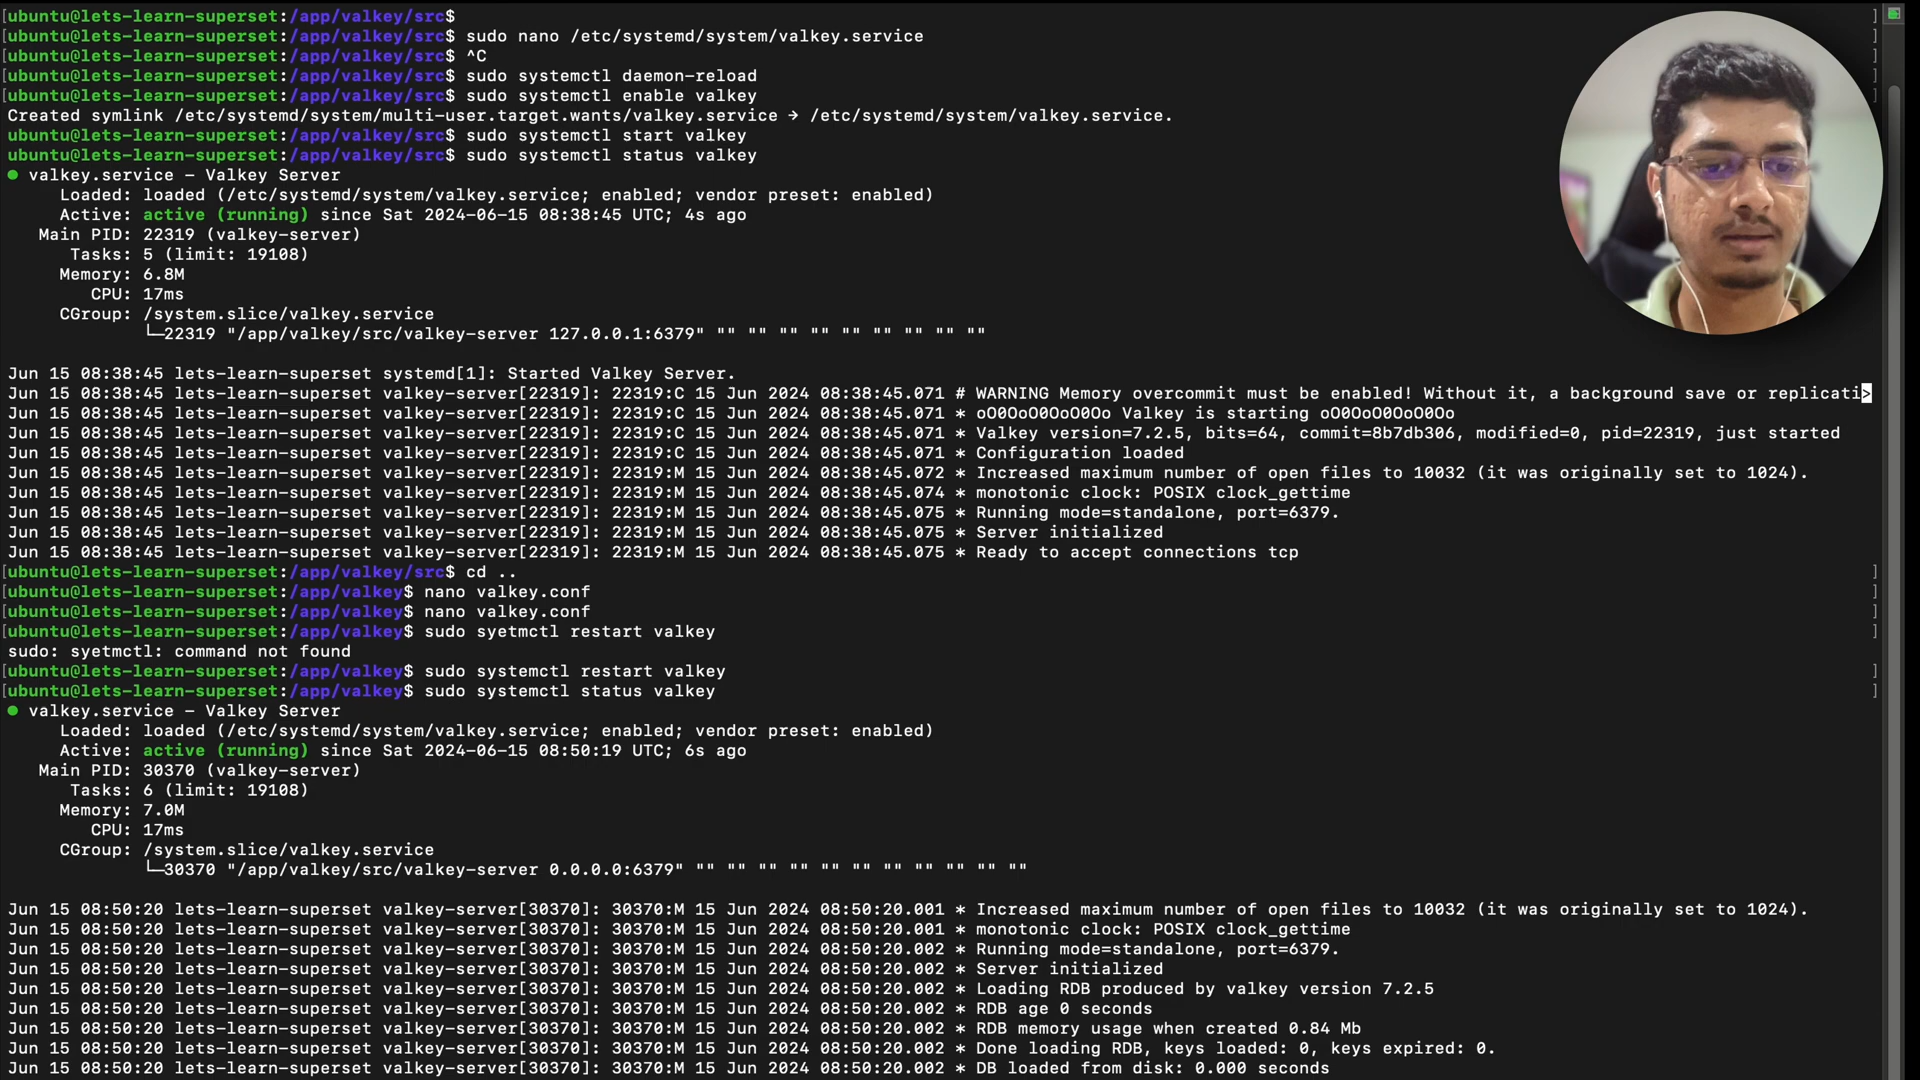 [ubuntu@lets-learn-superset:/app/valkey/src$ ]
[ubuntu@lets-learn-superset:/app/valkey/src$ sudo nano /etc/systemd/system/valkey.service ]
[ubuntu@lets-learn-superset:/app/valkey/src$ ^C ]
[ubuntu@lets-learn-superset:/app/valkey/src$ sudo systemctl daemon-reload ]
[ubuntu@lets-learn-superset:/app/valkey/src$ sudo systemctl enable valkey ]
Created symlink /etc/systemd/system/multi-user.target.wants/valkey.service → /etc/systemd/system/valkey.service.
ubuntu@lets-learn-superset:/app/valkey/src$ sudo systemctl start valkey
ubuntu@lets-learn-superset:/app/valkey/src$ sudo systemctl status valkey
● valkey.service - Valkey Server
Loaded: loaded (/etc/systemd/system/valkey.service; enabled; vendor preset: enabled)
Active: active (running) since Sat 2024-06-15 08:38:45 UTC; 4s ago
Main PID: 22319 (valkey-server)
Tasks: 5 (limit: 19108)
Memory: 6.8M
CPU: 17ms
CGroup: /system.slice/valkey.service
└─22319 "/app/valkey/src/valkey-server 127.0.0.1:6379" "" "" "" "" "" "" "" "" ""
Jun 15 08:38:45 lets-learn-superset systemd[1]: Started Valkey Server.
Jun 15 08:38:45 lets-learn-superset valkey-server[22319]: 22319:C 15 Jun 2024 08:38:45.071 # WARNING Memory overcommit must be enabled! Without it, a background save or replicati>
Jun 15 08:38:45 lets-learn-superset valkey-server[22319]: 22319:C 15 Jun 2024 08:38:45.071 * oO0OoO0OoO0Oo Valkey is starting oO0OoO0OoO0Oo
Jun 15 08:38:45 lets-learn-superset valkey-server[22319]: 22319:C 15 Jun 2024 08:38:45.071 * Valkey version=7.2.5, bits=64, commit=8b7db306, modified=0, pid=22319, just started
Jun 15 08:38:45 lets-learn-superset valkey-server[22319]: 22319:C 15 Jun 2024 08:38:45.071 * Configuration loaded
Jun 15 08:38:45 lets-learn-superset valkey-server[22319]: 22319:M 15 Jun 2024 08:38:45.072 * Increased maximum number of open files to 10032 (it was originally set to 1024).
Jun 15 08:38:45 lets-learn-superset valkey-server[22319]: 22319:M 15 Jun 2024 08:38:45.074 * monotonic clock: POSIX clock_gettime
Jun 15 08:38:45 lets-learn-superset valkey-server[22319]: 22319:M 15 Jun 2024 08:38:45.075 * Running mode=standalone, port=6379.
Jun 15 08:38:45 lets-learn-superset valkey-server[22319]: 22319:M 15 Jun 2024 08:38:45.075 * Server initialized
Jun 15 08:38:45 lets-learn-superset valkey-server[22319]: 22319:M 15 Jun 2024 08:38:45.075 * Ready to accept connections tcp
[ubuntu@lets-learn-superset:/app/valkey/src$ cd .. ]
[ubuntu@lets-learn-superset:/app/valkey$ nano valkey.conf ]
[ubuntu@lets-learn-superset:/app/valkey$ nano valkey.conf ]
[ubuntu@lets-learn-superset:/app/valkey$ sudo syetmctl restart valkey ]
sudo: syetmctl: command not found
[ubuntu@lets-learn-superset:/app/valkey$ sudo systemctl restart valkey ]
[ubuntu@lets-learn-superset:/app/valkey$ sudo systemctl status valkey ]
● valkey.service - Valkey Server
Loaded: loaded (/etc/systemd/system/valkey.service; enabled; vendor preset: enabled)
Active: active (running) since Sat 2024-06-15 08:50:19 UTC; 6s ago
Main PID: 30370 (valkey-server)
Tasks: 6 (limit: 19108)
Memory: 7.0M
CPU: 17ms
CGroup: /system.slice/valkey.service
└─30370 "/app/valkey/src/valkey-server 0.0.0.0:6379" "" "" "" "" "" "" "" "" "" "" ""
Jun 15 08:50:20 lets-learn-superset valkey-server[30370]: 30370:M 15 Jun 2024 08:50:20.001 * Increased maximum number of open files to 10032 (it was originally set to 1024).
Jun 15 08:50:20 lets-learn-superset valkey-server[30370]: 30370:M 15 Jun 2024 08:50:20.001 * monotonic clock: POSIX clock_gettime
Jun 15 08:50:20 lets-learn-superset valkey-server[30370]: 30370:M 15 Jun 2024 08:50:20.002 * Running mode=standalone, port=6379.
Jun 15 08:50:20 lets-learn-superset valkey-server[30370]: 30370:M 15 Jun 2024 08:50:20.002 * Server initialized
Jun 15 08:50:20 lets-learn-superset valkey-server[30370]: 30370:M 15 Jun 2024 08:50:20.002 * Loading RDB produced by valkey version 7.2.5
Jun 15 08:50:20 lets-learn-superset valkey-server[30370]: 30370:M 15 Jun 2024 08:50:20.002 * RDB age 0 seconds
Jun 15 08:50:20 lets-learn-superset valkey-server[30370]: 30370:M 15 Jun 2024 08:50:20.002 * RDB memory usage when created 0.84 Mb
Jun 15 08:50:20 lets-learn-superset valkey-server[30370]: 30370:M 15 Jun 2024 08:50:20.002 * Done loading RDB, keys loaded: 0, keys expired: 0.
Jun 15 08:50:20 lets-learn-superset valkey-server[30370]: 30370:M 15 Jun 2024 08:50:20.002 * DB loaded from disk: 0.000 seconds